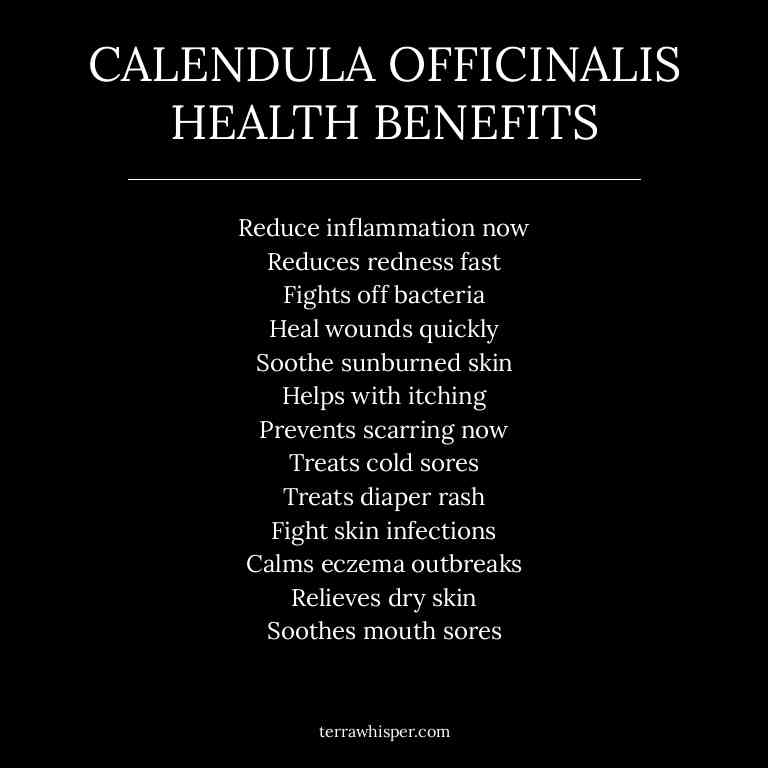 CALENDULA OFFICINALIS
HEALTH BENEFITS
Reduce inflammation now
Reduces redness fast
Fights off bacteria
Heal wounds quickly
Soothe sunburned skin
Helps with itching
Prevents scarring now
Treats cold sores
Treats diaper rash
Fight skin infections
Calms eczema outbreaks
Relieves dry skin
Soothes mouth sores
terrawhisper.com